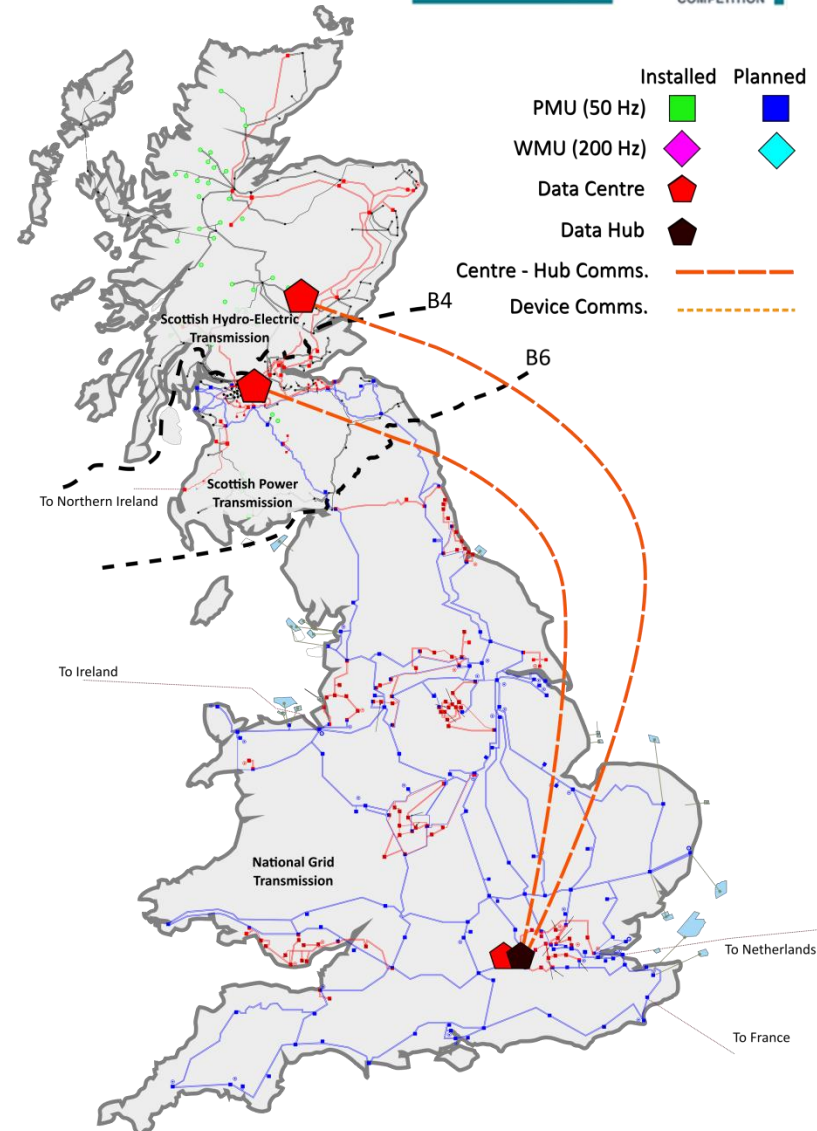 COMPETITION
Installed Planned
PMU (50 Hz)
WMU (200 Hz)
Data Centre
Data Hub
Centre - Hub Comms.
Device Comms.
B4
Scottish Hydro-Electric
Transmission
B6
To Northern Ireland
Scottish Power
Transmission
To Ireland
National Grid
Transmission
To Netherlands
To France